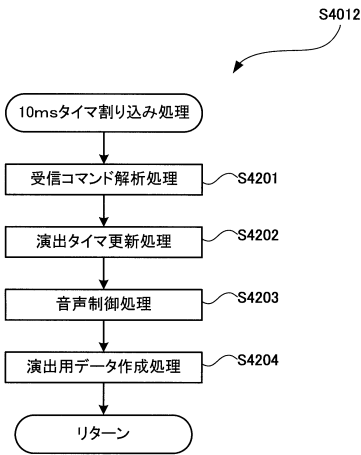 S4012
10msタイマ割り込み処理
受信コマンド解析処理
S4201
演出タイマ更新処理
S4202
音声制御処理
S4203
演出用データ作成処理
S4204
リターン